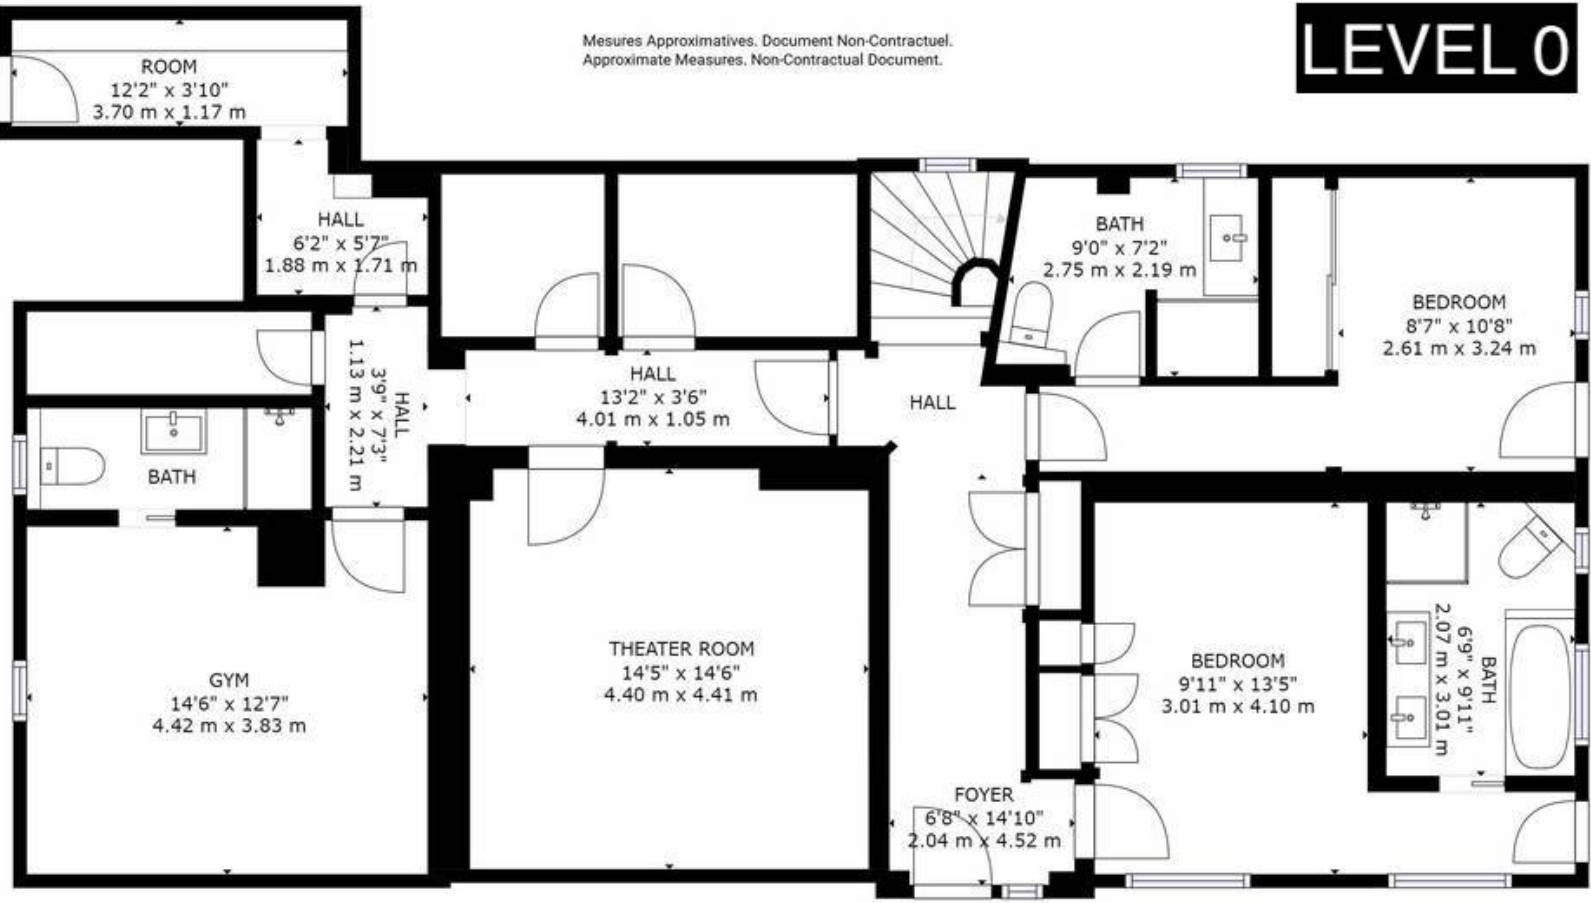 Mesures Approximatives. Document Non-Contractuel.
Approximate Measures. Non-Contractual Document.
LEVEL 0
ROOM
12'2" x 3'10"
3.70 m x 1.17 m
HALL
6'2" x 5'7"
1.88 m x 1.71 m
BATH
9'0" x 7'2"
2.75 m x 2.19 m
BEDROOM
8'7" x 10'8"
2.61 m x 3.24 m
HALL
3'9" x 7'3"
1.13 m x 2.21 m
HALL
13'2" x 3'6"
4.01 m x 1.05 m
HALL
BATH
GYM
14'6" x 12'7"
4.42 m x 3.83 m
THEATER ROOM
14'5" x 14'6"
4.40 m x 4.41 m
BEDROOM
9'11" x 13'5"
3.01 m x 4.10 m
BATH
6'9" x 9'11"
2.07 m x 3.01 m
FOYER
6'8" x 14'10"
2.04 m x 4.52 m